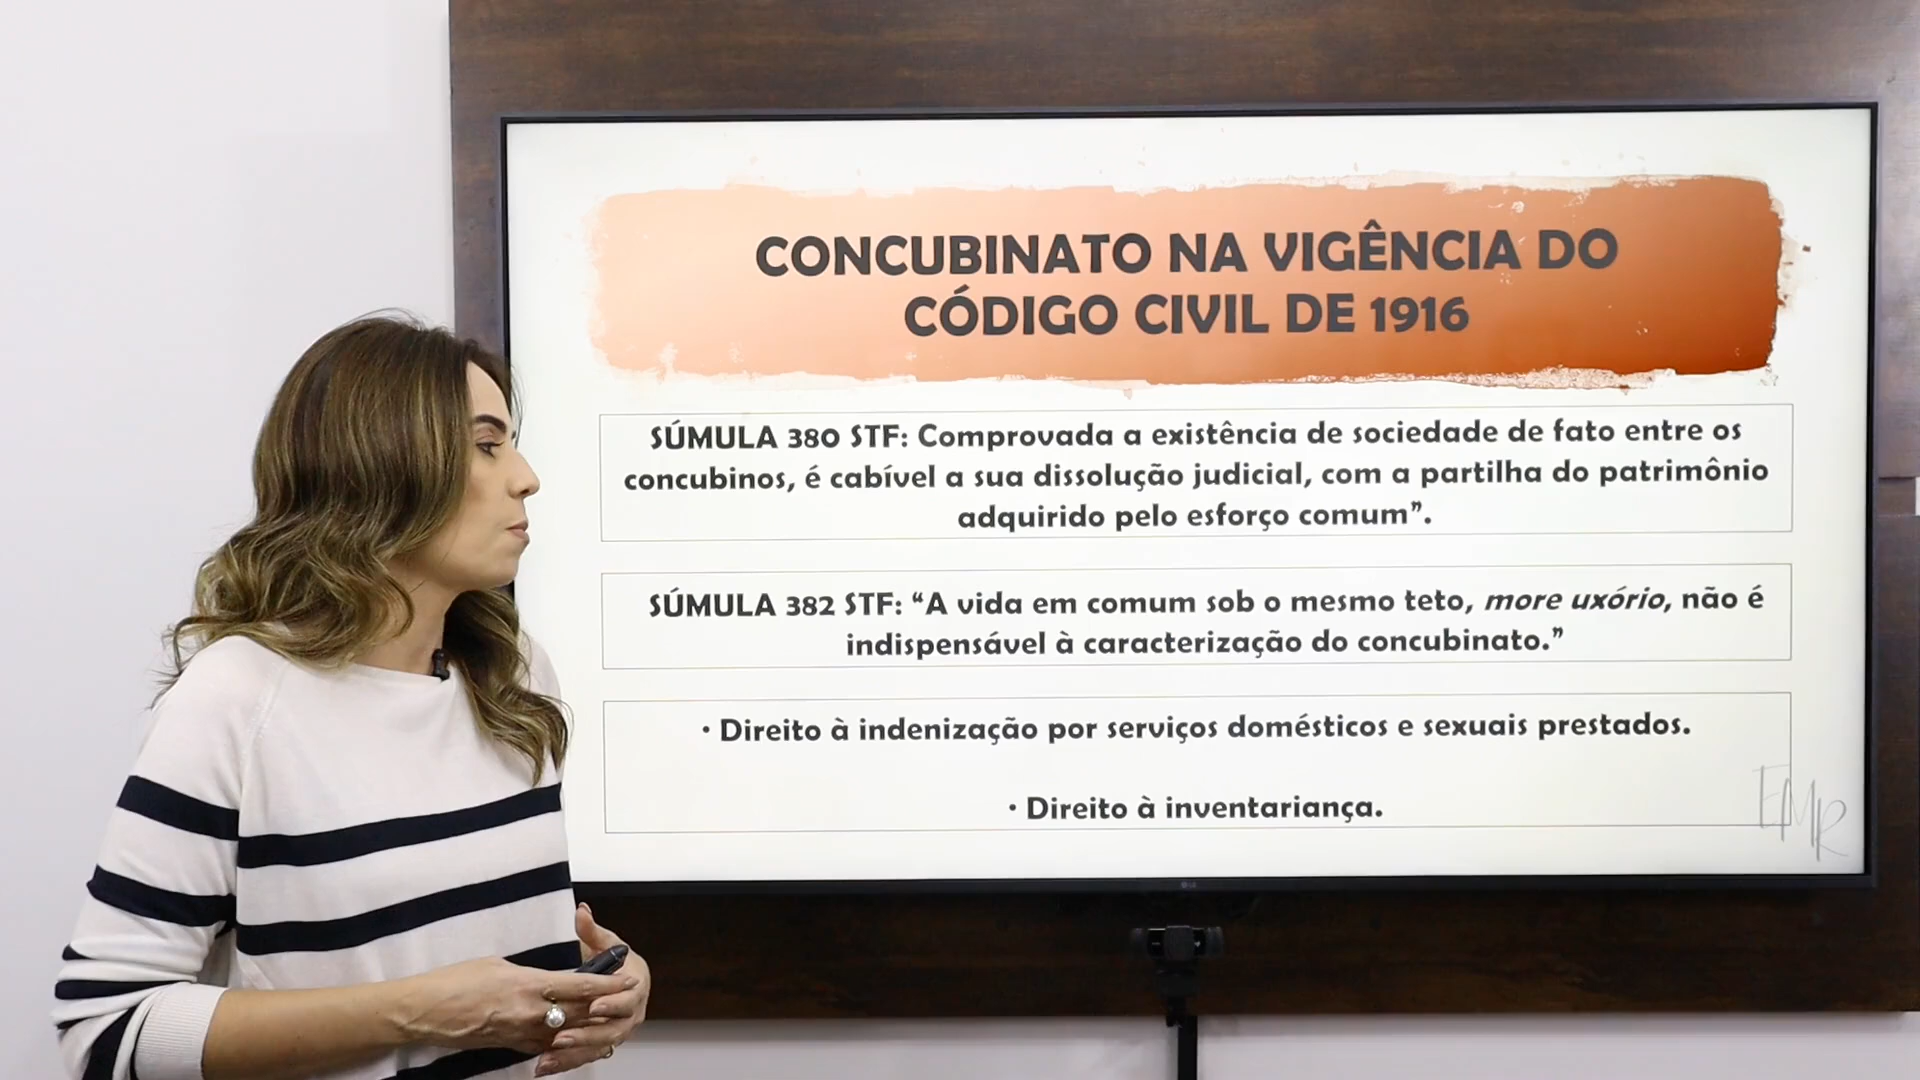 CONCUBINATO NA VIGÊNCIA DO
CÓDIGO CIVIL DE 1916
SÚMULA 380 STF: Comprovada a existência de sociedade de fato entre os
concubinos, é cabível a sua dissolução judicial, com a partilha do patrimônio
adquirido pelo esforço comum”.
SÚMULA 382 STF: “A vida em comum sob o mesmo teto, more uxório, não é
indispensável à caracterização do concubinato.”
• Direito à indenização por serviços domésticos e sexuais prestados.
• Direito à inventariança.
EMR
LG